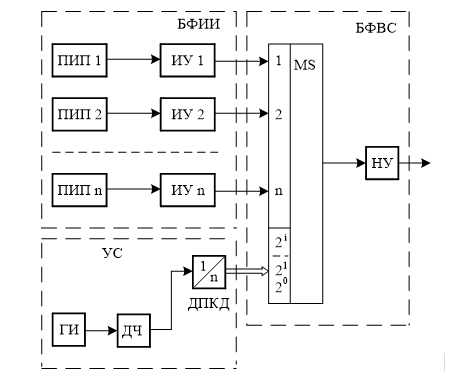 БФИИ
БФВС
ПИП 1
ИУ 1
1
MS
ПИП 2
ИУ 2
2
НУ
ПИП n
ИУ n
n
УС
2^i
2^1
2^0
1/n
ДПКД
ГИ
ДЧ